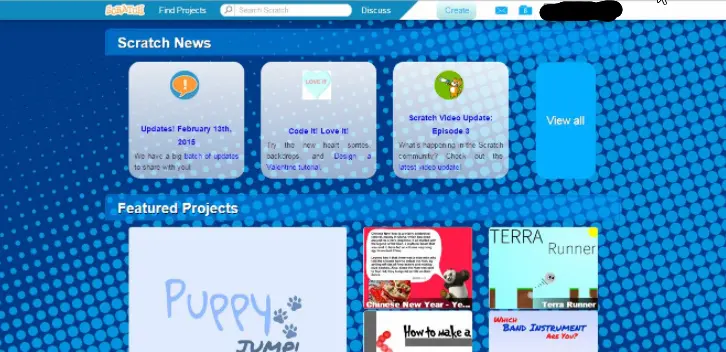 SCRATCH
Find Projects
Search Scratch
Discuss
Create
Scratch News
Updates! February 13th,
2015
We have a big batch of updates
to share with you!
LOVE IT
Code It! Love It!
Try the new heart sprites,
backdrops and Design a
Valentine tutorial.
Scratch Video Update:
Episode 3
What's happening in the Scratch
community? Check out the
latest video update!
View all
Featured Projects
Puppy
JUMP!
Chinese New Year - Ye...
TERRA
Runner
Terra Runner
How to make a
Which
Band Instrument
Are You?